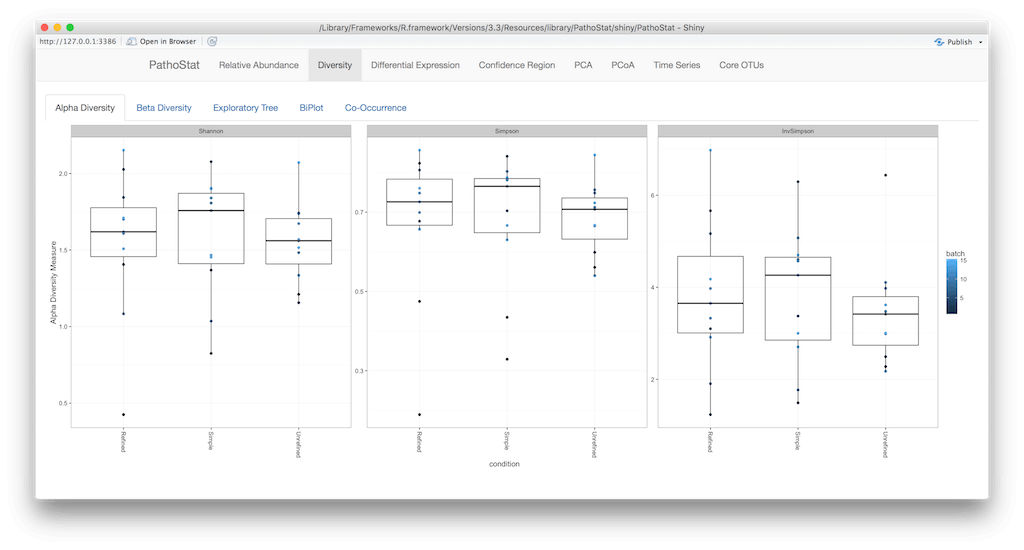 /Library/Frameworks/R.framework/Versions/3.3/Resources/library/PathoStat/shiny/PathoStat - Shiny
http://127.0.0.1:3386 Open in Browser Publish
PathoStat Relative Abundance Diversity Differential Expression Confidence Region PCA PCoA Time Series Core OTUs
Alpha Diversity Beta Diversity Exploratory Tree BiPlot Co-Occurrence
Shannon Simpson InvSimpson
Alpha Diversity Measure
2.0
1.5
1.0
0.5
0.7
0.5
0.3
6
4
2
batch
15
10
5
Refined Simple Unrefined Refined Simple Unrefined Refined Simple Unrefined
condition